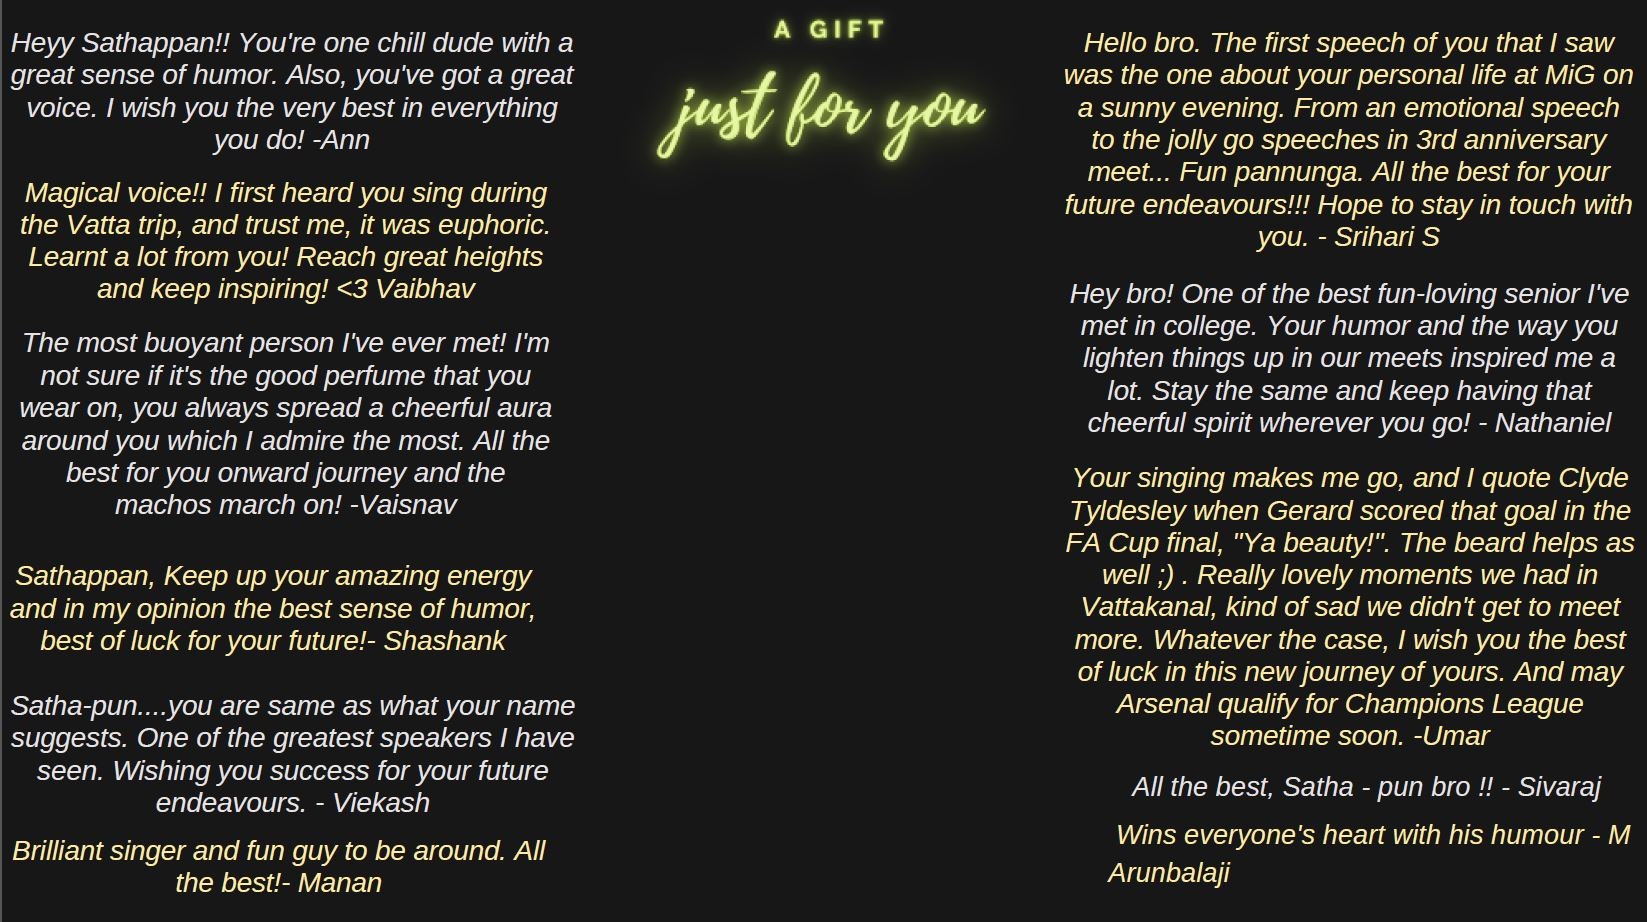 A GIFT
just for you
Heyy Sathappan!! You're one chill dude with a
great sense of humor. Also, you've got a great
voice. I wish you the very best in everything
you do! -Ann
Magical voice!! I first heard you sing during
the Vatta trip, and trust me, it was euphoric.
Learnt a lot from you! Reach great heights
and keep inspiring! <3 Vaibhav
The most buoyant person I've ever met! I'm
not sure if it's the good perfume that you
wear on, you always spread a cheerful aura
around you which I admire the most. All the
best for you onward journey and the
machos march on! -Vaisnav
Sathappan, Keep up your amazing energy
and in my opinion the best sense of humor,
best of luck for your future!- Shashank
Satha-pun....you are same as what your name
suggests. One of the greatest speakers I have
seen. Wishing you success for your future
endeavours. - Viekash
Brilliant singer and fun guy to be around. All
the best!- Manan
Hello bro. The first speech of you that I saw
was the one about your personal life at MiG on
a sunny evening. From an emotional speech
to the jolly go speeches in 3rd anniversary
meet... Fun pannunga. All the best for your
future endeavours!!! Hope to stay in touch with
you. - Srihari S
Hey bro! One of the best fun-loving senior I've
met in college. Your humor and the way you
lighten things up in our meets inspired me a
lot. Stay the same and keep having that
cheerful spirit wherever you go! - Nathaniel
Your singing makes me go, and I quote Clyde
Tyldesley when Gerard scored that goal in the
FA Cup final, "Ya beauty!". The beard helps as
well ;) . Really lovely moments we had in
Vattakanal, kind of sad we didn't get to meet
more. Whatever the case, I wish you the best
of luck in this new journey of yours. And may
Arsenal qualify for Champions League
sometime soon. -Umar
All the best, Satha - pun bro !! - Sivaraj
Wins everyone's heart with his humour - M
Arunbalaji